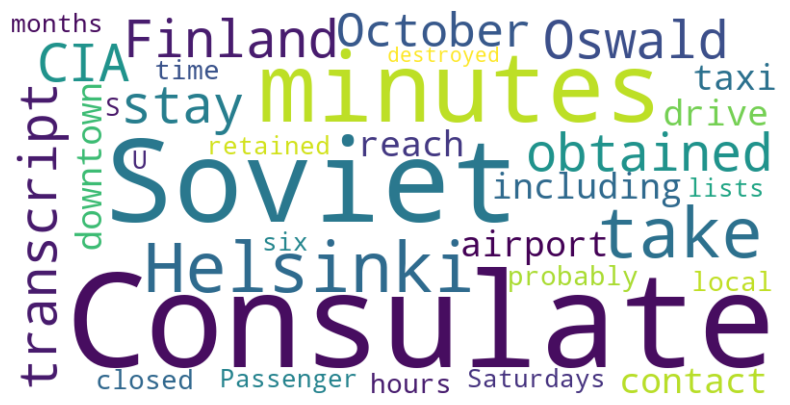 months Finland October Oswald
CIA time destroyed taxi
s stay minutes drive
transcript downtown U retained reach obtained
Soviet including lists
Helsinki six airport take
probably local
Consulate
closed Passenger hours Saturdays contact